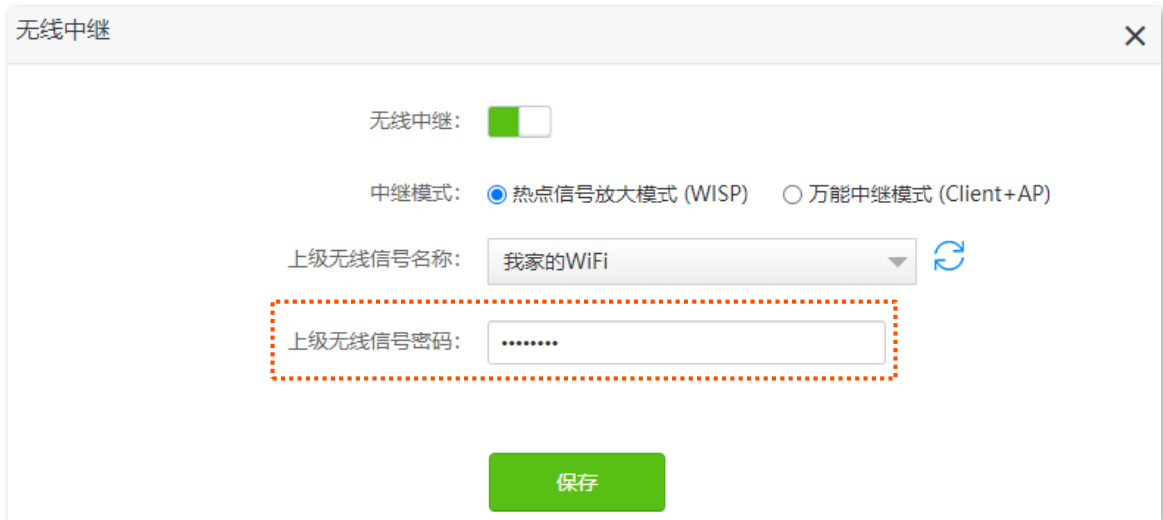 无线中继
无线中继：
中继模式： 热点信号放大模式 (WISP) 万能中继模式 (Client+AP)
上级无线信号名称： 我家的WiFi
上级无线信号密码： ••••••••
保存